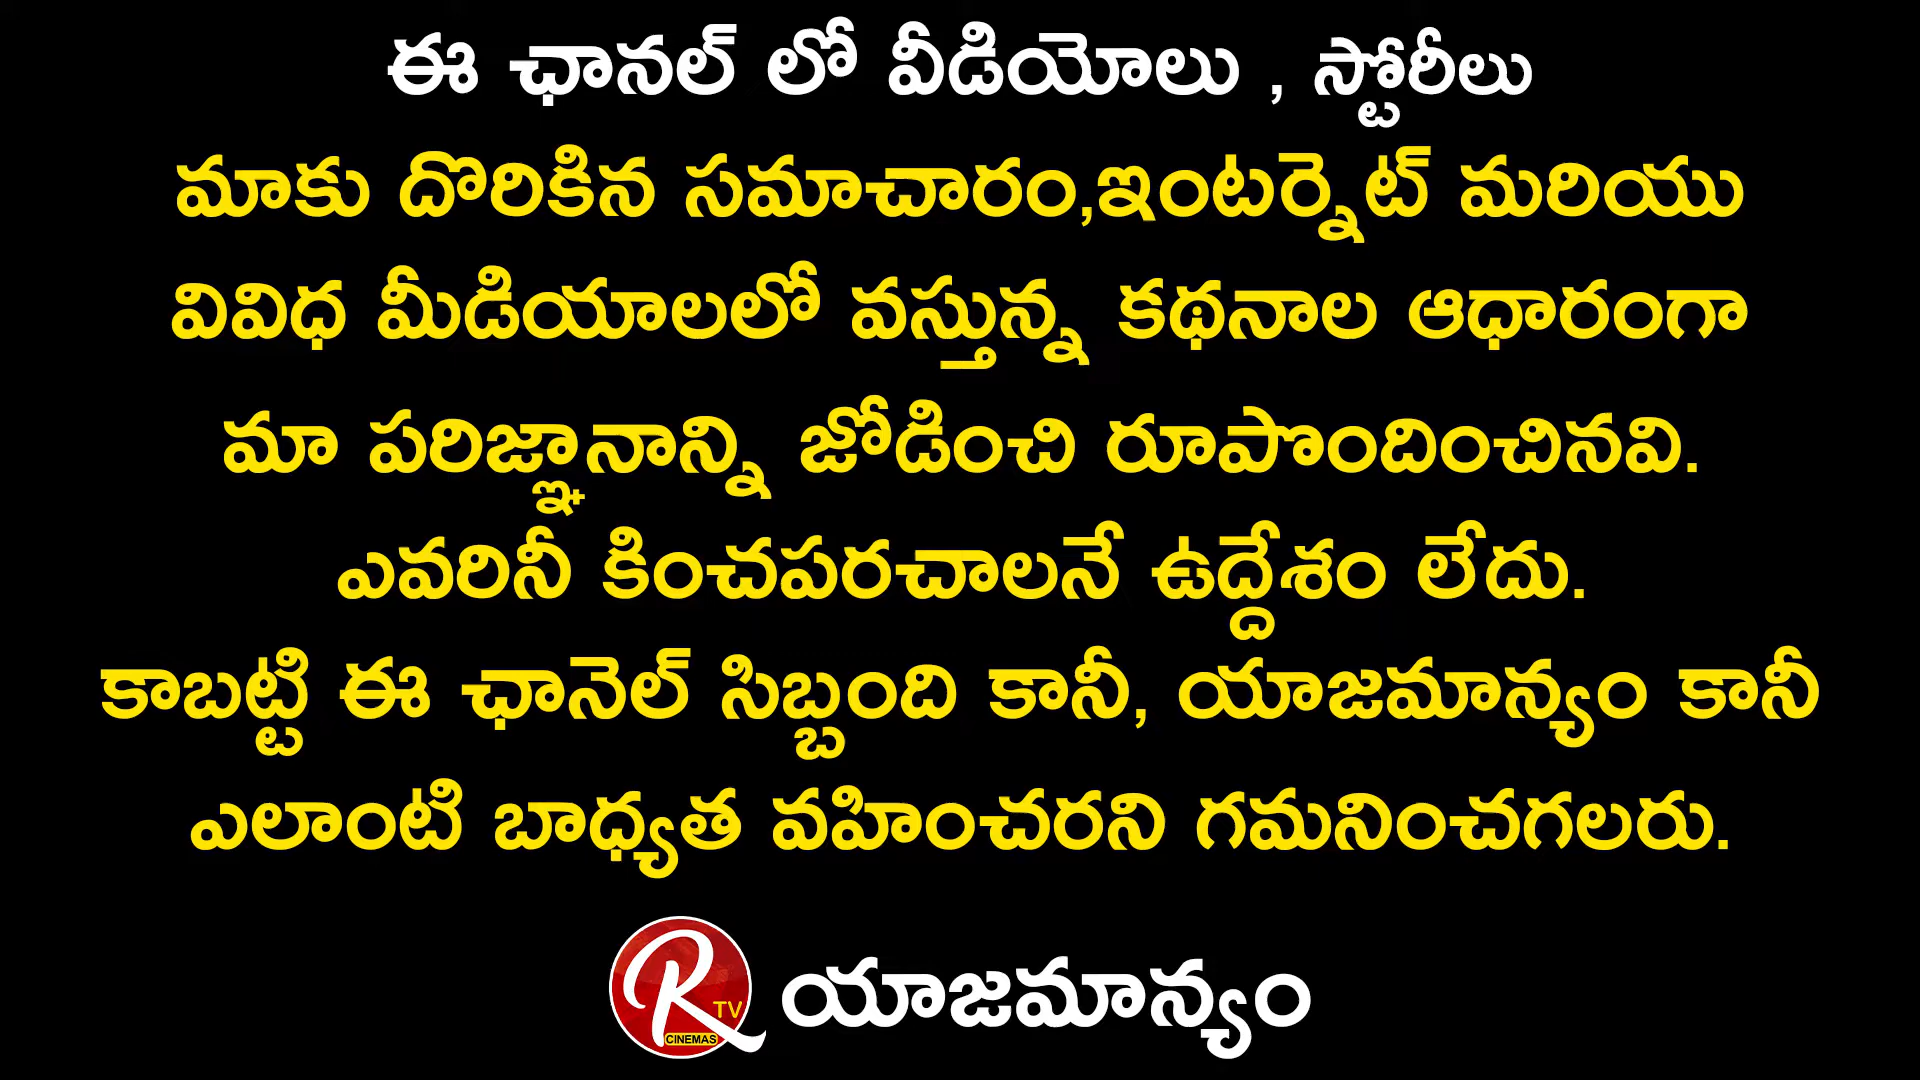 ఈ ఛానల్ లో వీడియోలు , స్టోరీలు
మాకు దొరికిన సమాచారం,ఇంటర్నెట్ మరియు
వివిధ మీడియాలలో వస్తున్న కథనాల ఆధారంగా
మా పరిజ్ఞానాన్ని జోడించి రూపొందించినవి.
ఎవరినీ కించపరచాలనే ఉద్దేశం లేదు.
కాబట్టి ఈ ఛానెల్ సిబ్బంది కానీ, యాజమాన్యం కానీ
ఎలాంటి బాధ్యత వహించరని గమనించగలరు.
R TV CINEMAS యాజమాన్యం